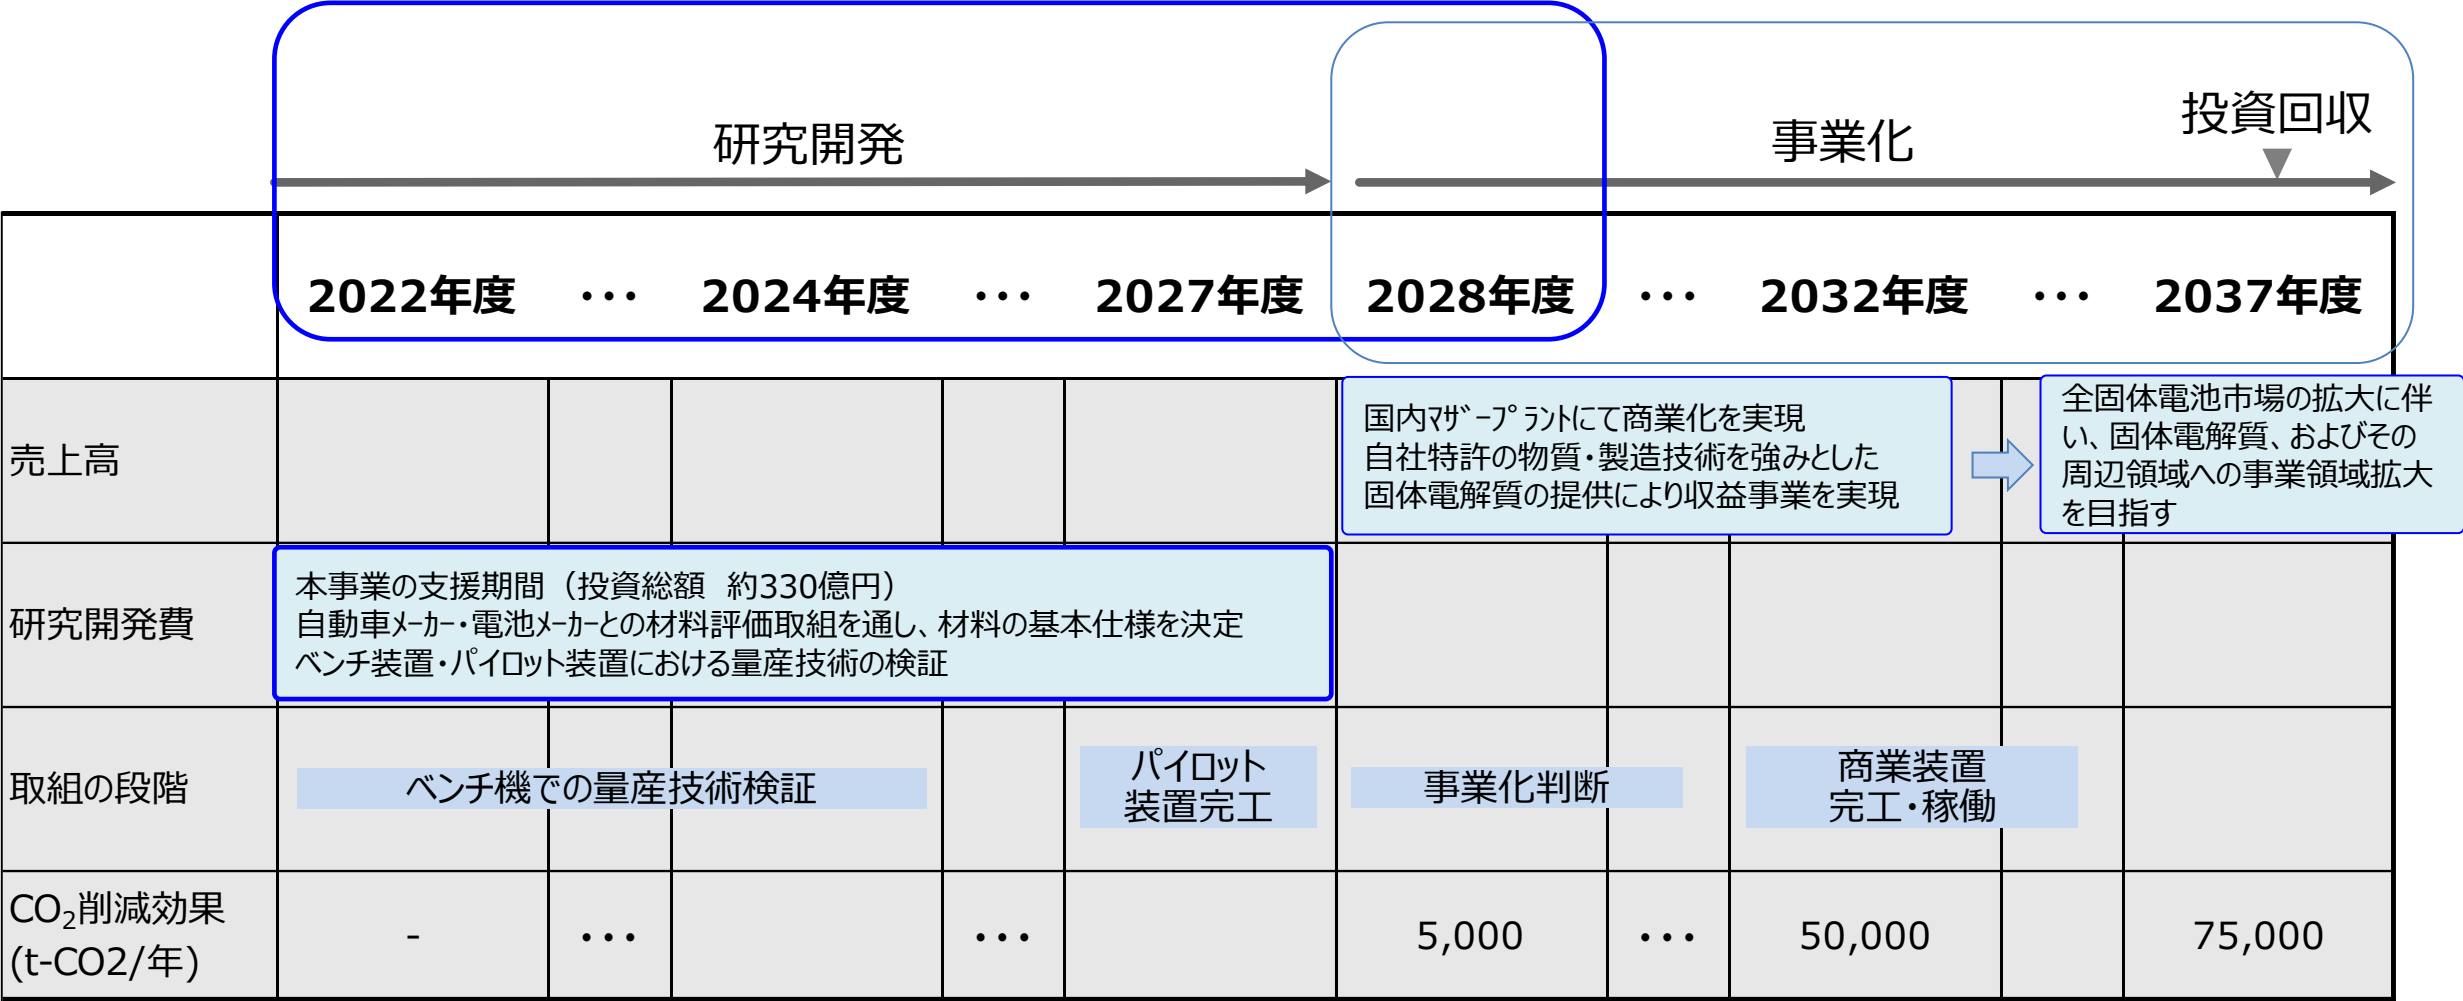 研究開発
事業化
投資回収
2022年度 ・・・ 2024年度 ・・・ 2027年度 2028年度 ・・・ 2032年度 ・・・ 2037年度
売上高
国内ﾏｻﾞｰﾌﾟﾗﾝﾄにて商業化を実現
自社特許の物質・製造技術を強みとした
固体電解質の提供により収益事業を実現
全固体電池市場の拡大に伴
い、固体電解質、およびその
周辺領域への事業領域拡大
を目指す
研究開発費
本事業の支援期間（投資総額　約330億円）
自動車ﾒｰｶｰ・電池ﾒｰｶｰとの材料評価取組を通し、材料の基本仕様を決定
ベンチ装置・パイロット装置における量産技術の検証
取組の段階
ベンチ機での量産技術検証
パイロット
装置完工
事業化判断
商業装置
完工・稼働
CO₂削減効果
(t-CO2/年)
- ・・・ ・・・ 5,000 ・・・ 50,000 75,000